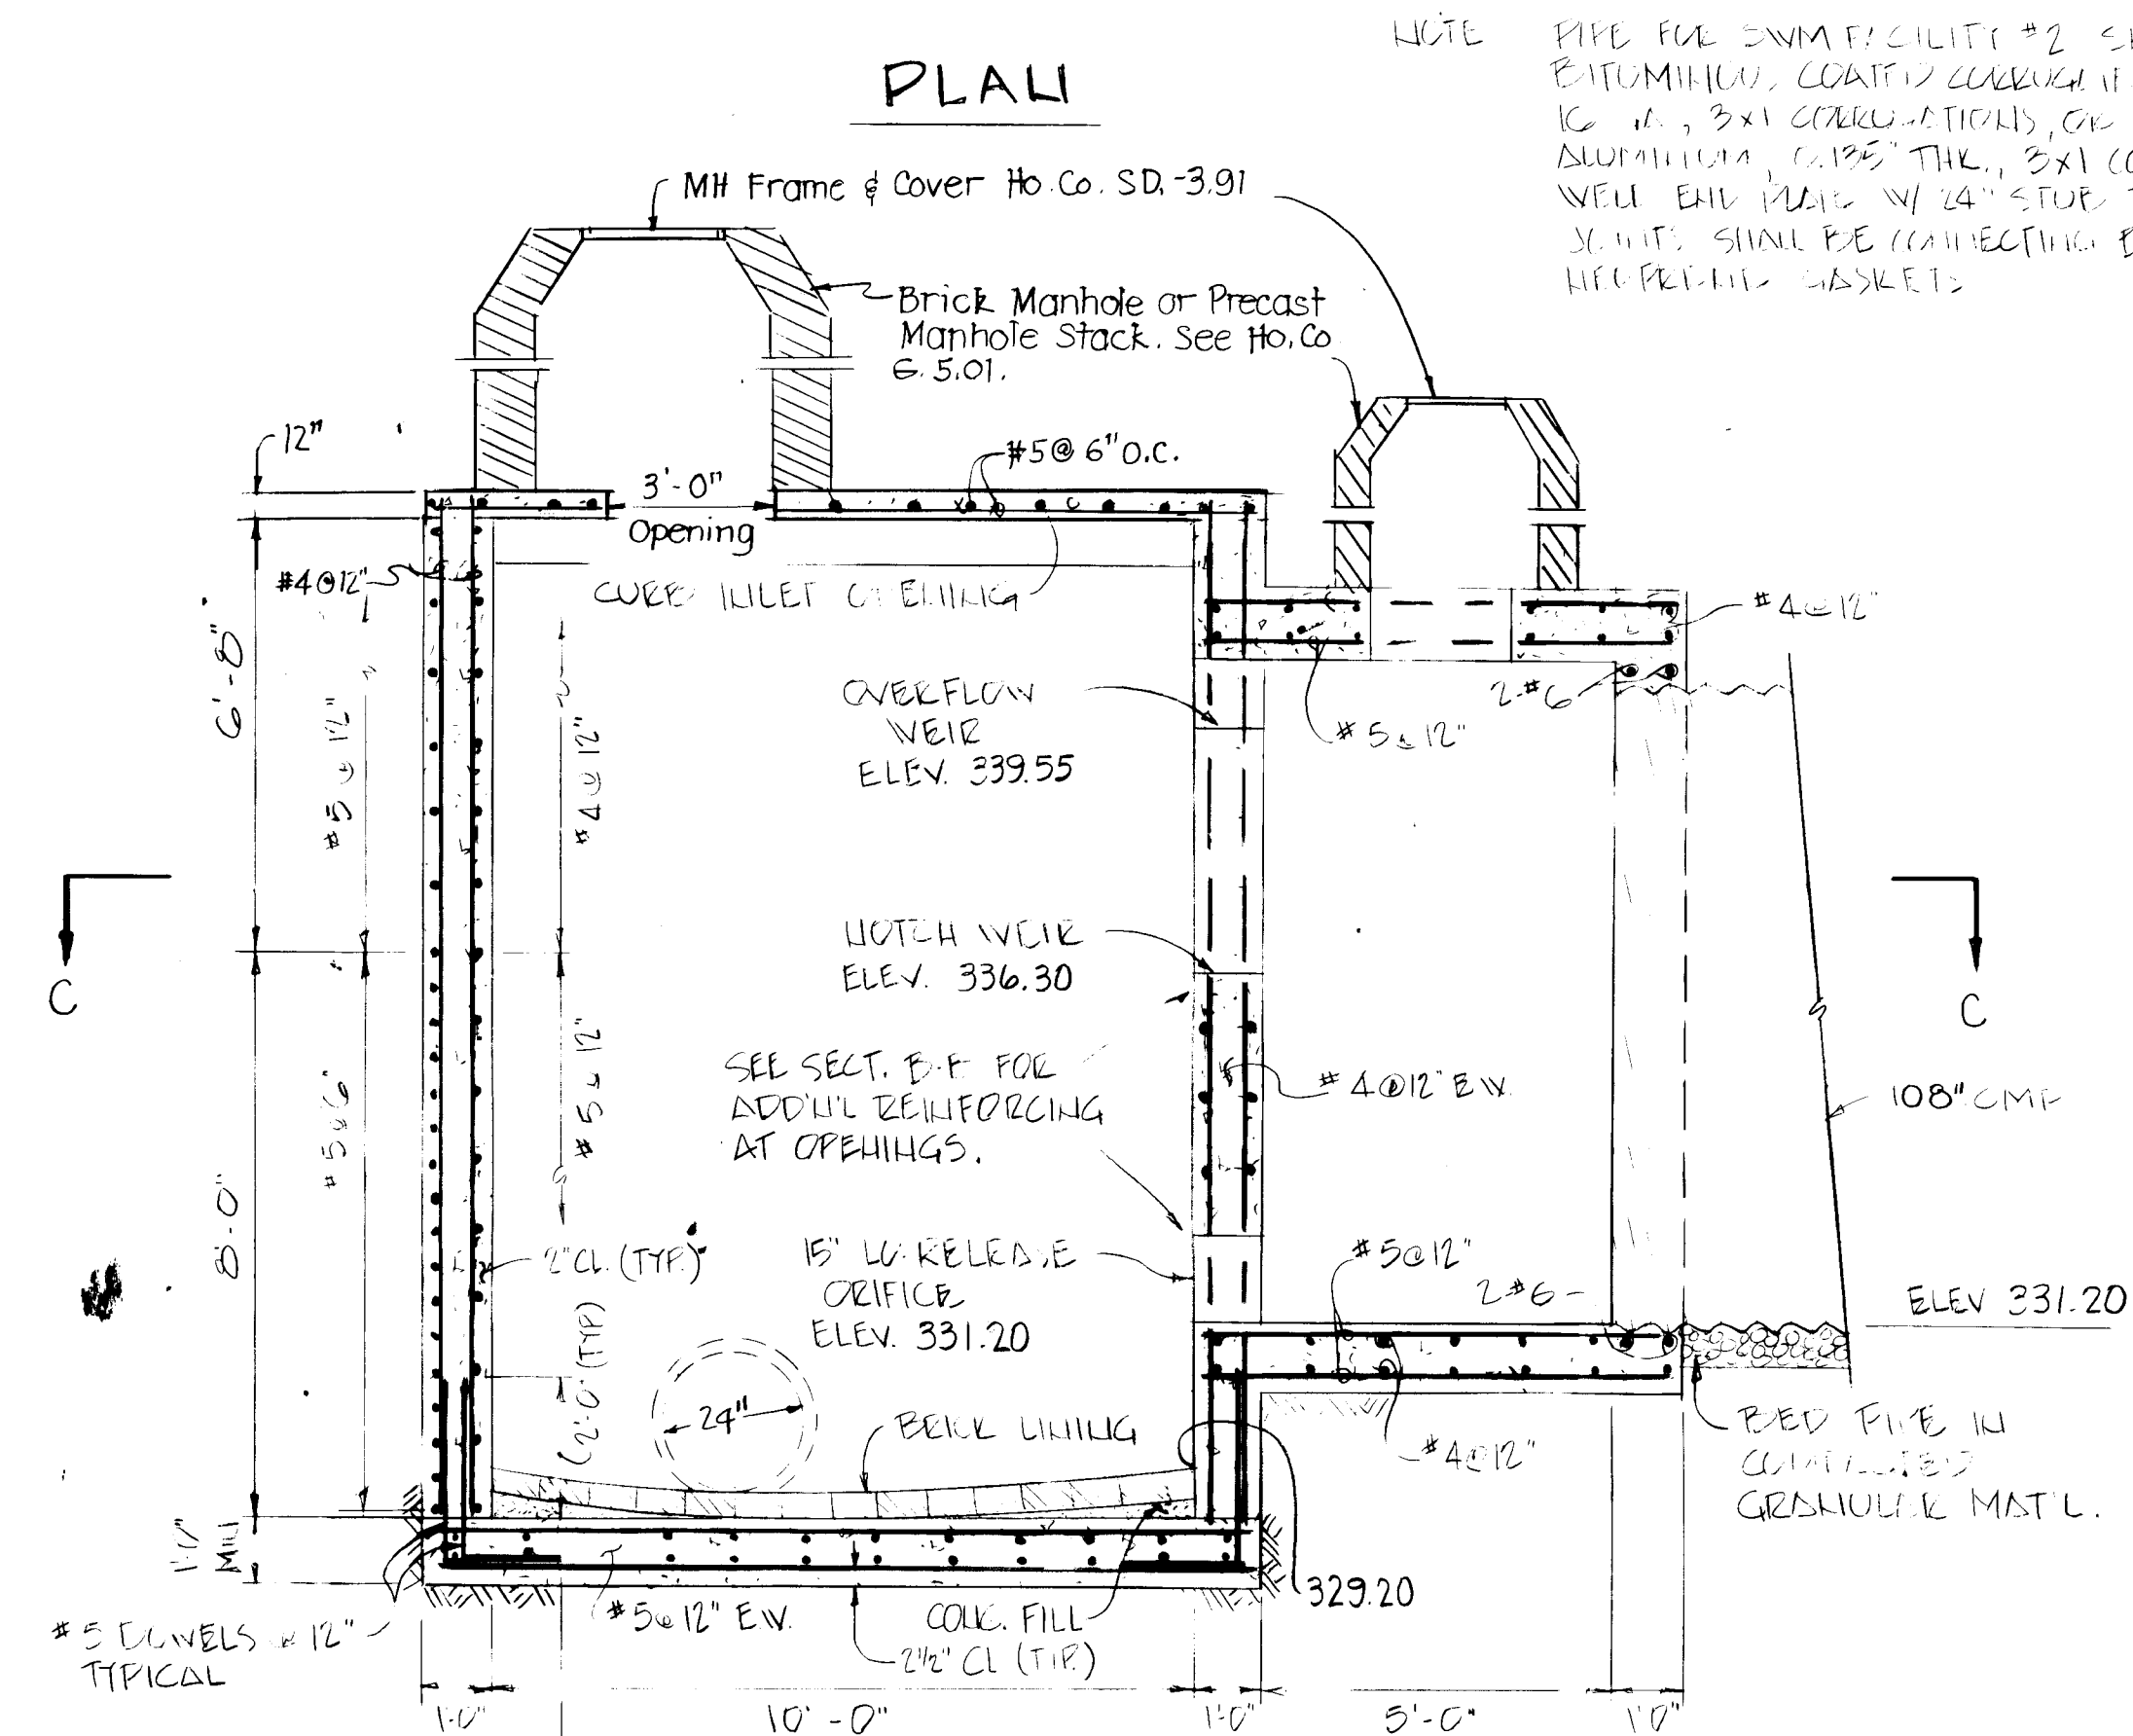 PLAN
NOTE PIPE FOR SWM FACILITY #2
BITUMINOUS COATED
16 , 3x1 CORRUGATIONS, OR
ALUMINUM, 0.135" THK., 3x1
WELD END PLATE W/ 24" STUB
JOINTS SHALL BE CONNECTING
NEOPRENE GASKETS
MH Frame & Cover Ho. Co. SD.-3.91
Brick Manhole or Precast
Manhole Stack. See Ho. Co
G. 5.01.
12"
#5@ 6" O.C.
3'-0"
Opening
#4@12"
CURB INLET OPENING
#4@12"
6'-8"
#5@12"
#4@12"
OVERFLOW
WEIR
ELEV. 339.55
2-#6
#5@12"
C
NOTCH WEIR
ELEV. 336.30
C
8'-0"
#5@6"
#5@12"
SEE SECT. FOR
ADD'N'L REINFORCING
AT OPENINGS.
#4@12" E.W.
108" CMP
2" CL. (TYP.)
15" RELEASE
ORIFICE
ELEV. 331.20
#5@12"
2-#6
ELEV 331.20
2'-0" (TYP)
24"
BRICK LINING
#4@12"
BED PIPE IN
COMPACTED
GRANULAR MAT'L.
1'-0"
MIN
#5 DOWELS @ 12"
TYPICAL
#5@12" E.W.
CONC. FILL
2½" CL (TYP.)
329.20
1'-0"
10'-0"
1'-0"
5'-0"
1'0"